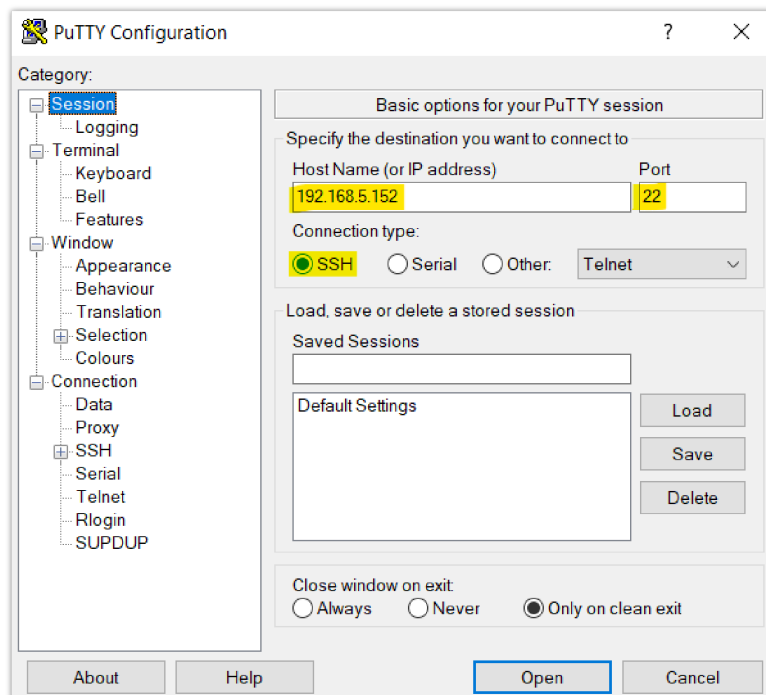 PuTTY Configuration
?
Category:
Session
Logging
Terminal
Keyboard
Bell
Features
Window
Appearance
Behaviour
Translation
Selection
Colours
Connection
Data
Proxy
SSH
Serial
Telnet
Rlogin
SUPDUP
Basic options for your PuTTY session
Specify the destination you want to connect to
Host Name (or IP address) Port
192.168.5.152 22
Connection type:
SSH Serial Other: Telnet
Load, save or delete a stored session
Saved Sessions
Default Settings
Load
Save
Delete
Close window on exit:
Always Never Only on clean exit
About Help Open Cancel